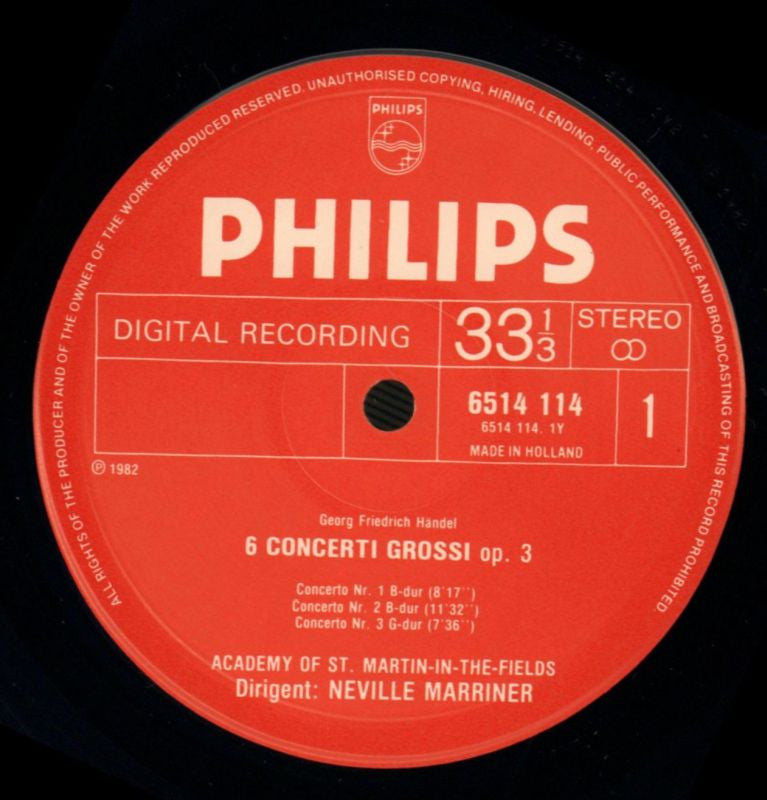 ALL RIGHTS OF THE PRODUCER AND OF THE OWNER OF THE WORK REPRODUCED RESERVED. UNAUTHORISED COPYING, HIRING, LENDING, PUBLIC PERFORMANCE AND BROADCASTING OF THIS RECORD PROHIBITED.
PHILIPS
PHILIPS
DIGITAL RECORDING
33 1/3
STEREO
6514 114
6514 114. 1Y
MADE IN HOLLAND
1
℗ 1982
Georg Friedrich Händel
6 CONCERTI GROSSI op. 3
Concerto Nr. 1 B-dur (8'17'')
Concerto Nr. 2 B-dur (11'32'')
Concerto Nr. 3 G-dur (7'36'')
ACADEMY OF ST. MARTIN-IN-THE-FIELDS
Dirigent: NEVILLE MARRINER